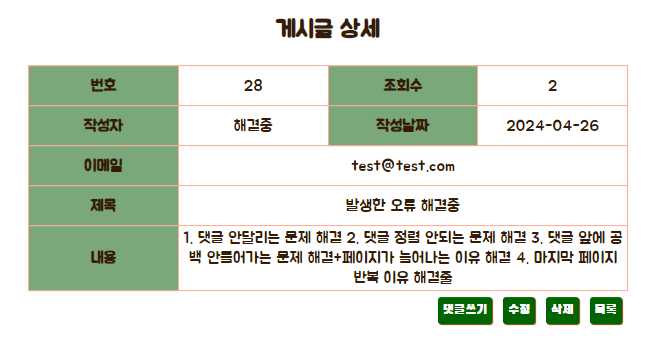 게시글 상세
번호 28 조회수 2
작성자 해결중 작성날짜 2024-04-26
이메일 test@test.com
제목 발생한 오류 해결중
내용 1. 댓글 안달리는 문제 해결 2. 댓글 정렬 안되는 문제 해결 3. 댓글 앞에 공
백 안들어가는 문제 해결+페이지가 늘어나는 이유 해결 4. 마지막 페이지
반복 이유 해결줄
댓글쓰기 수정 삭제 목록